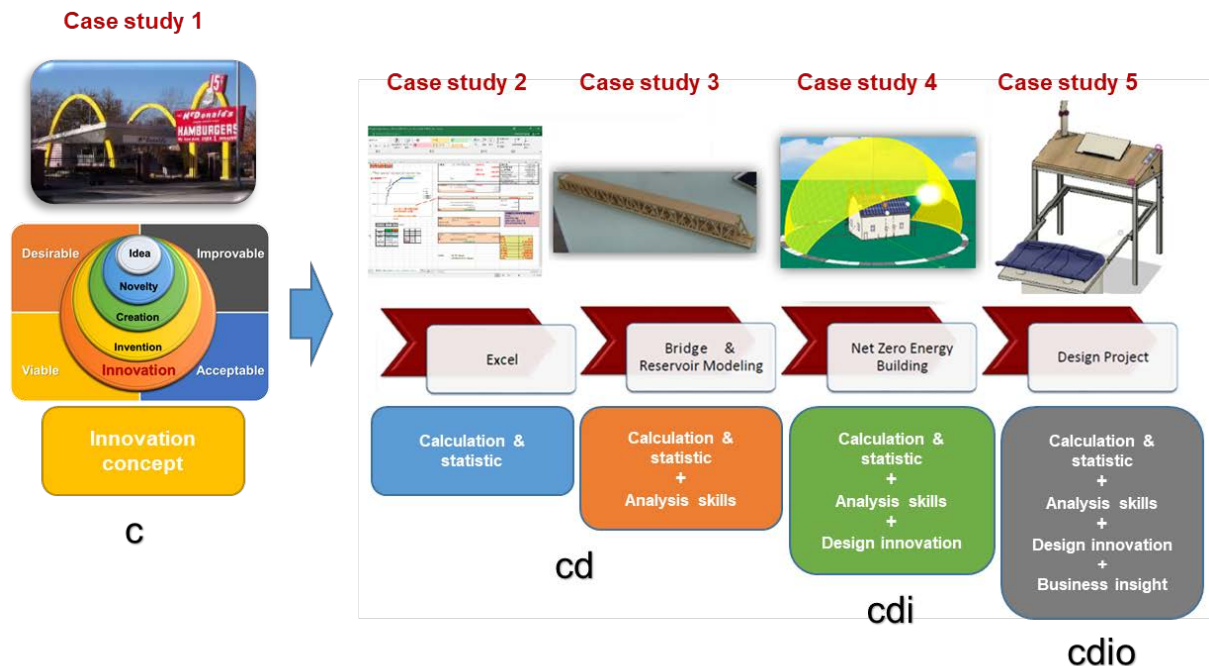 Case study 1
15¢
McDonald's
HAMBURGERS
Desirable
Improvable
Idea
Novelty
Creation
Invention
Innovation
Viable
Acceptable
Innovation
concept
c
Case study 2
Case study 3
Case study 4
Case study 5
Excel
Bridge &
Reservoir Modeling
Net Zero Energy
Building
Design Project
Calculation &
statistic
Calculation &
statistic
+
Analysis skills
Calculation &
statistic
+
Analysis skills
+
Design innovation
Calculation &
statistic
+
Analysis skills
+
Design innovation
+
Business insight
cd
cdi
cdio